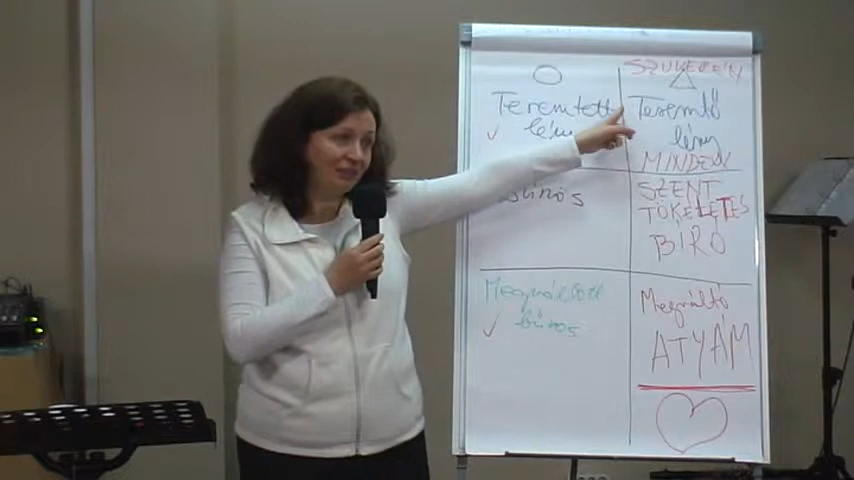 SZUVERÉN
Teremtett
lény
Teremtő
lény
MINDEN
bűnös
SZENT
TÖKÉLETES
BÍRÓ
Megváltott
bűnös
Megváltó
ATYÁM